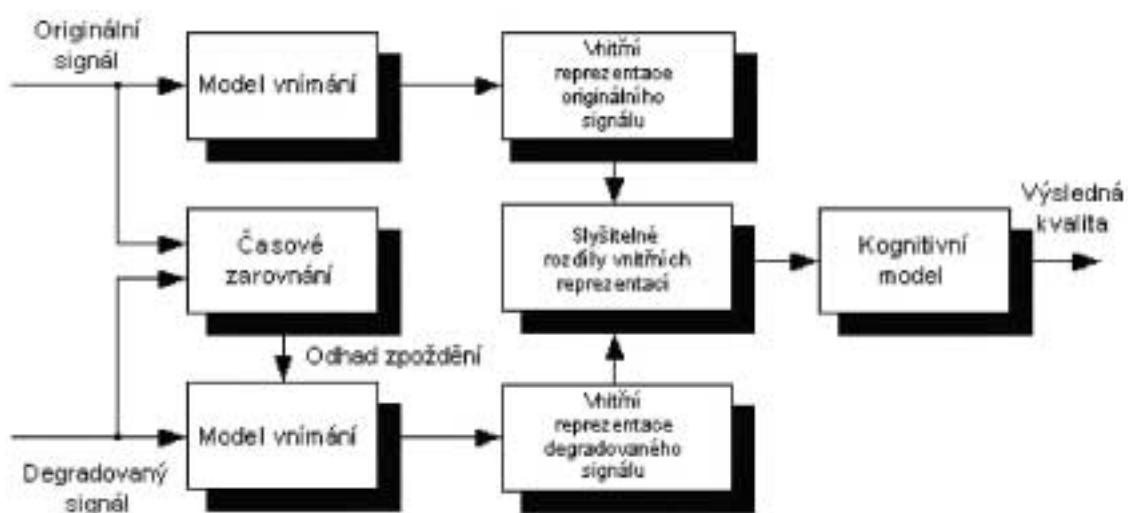 Originální
signál
Model vnímání
Vnitřní
reprezentace
originálního
signálu
Časové
zarovnání
Slyšitelné
rozdíly vnitřních
reprezentací
Kognitivní
model
Výsledná
kvalita
Odhad zpoždění
Degradovaný
signál
Model vnímání
Vnitřní
reprezentace
degradovaného
signálu